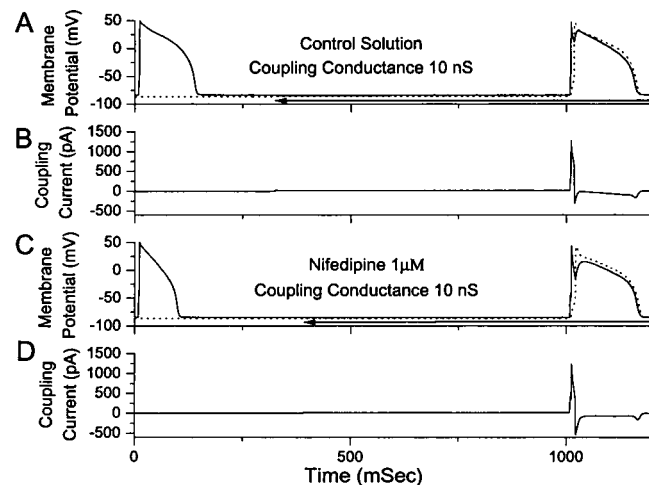 A
Membrane
Potential (mV)
50
0
-50
-100
Control Solution
Coupling Conductance 10 nS
B
Coupling
Current (pA)
1500
1000
500
0
-500
C
Membrane
Potential (mV)
50
0
-50
-100
Nifedipine 1μM
Coupling Conductance 10 nS
D
Coupling
Current (pA)
1500
1000
500
0
-500
0
500
1000
Time (mSec)